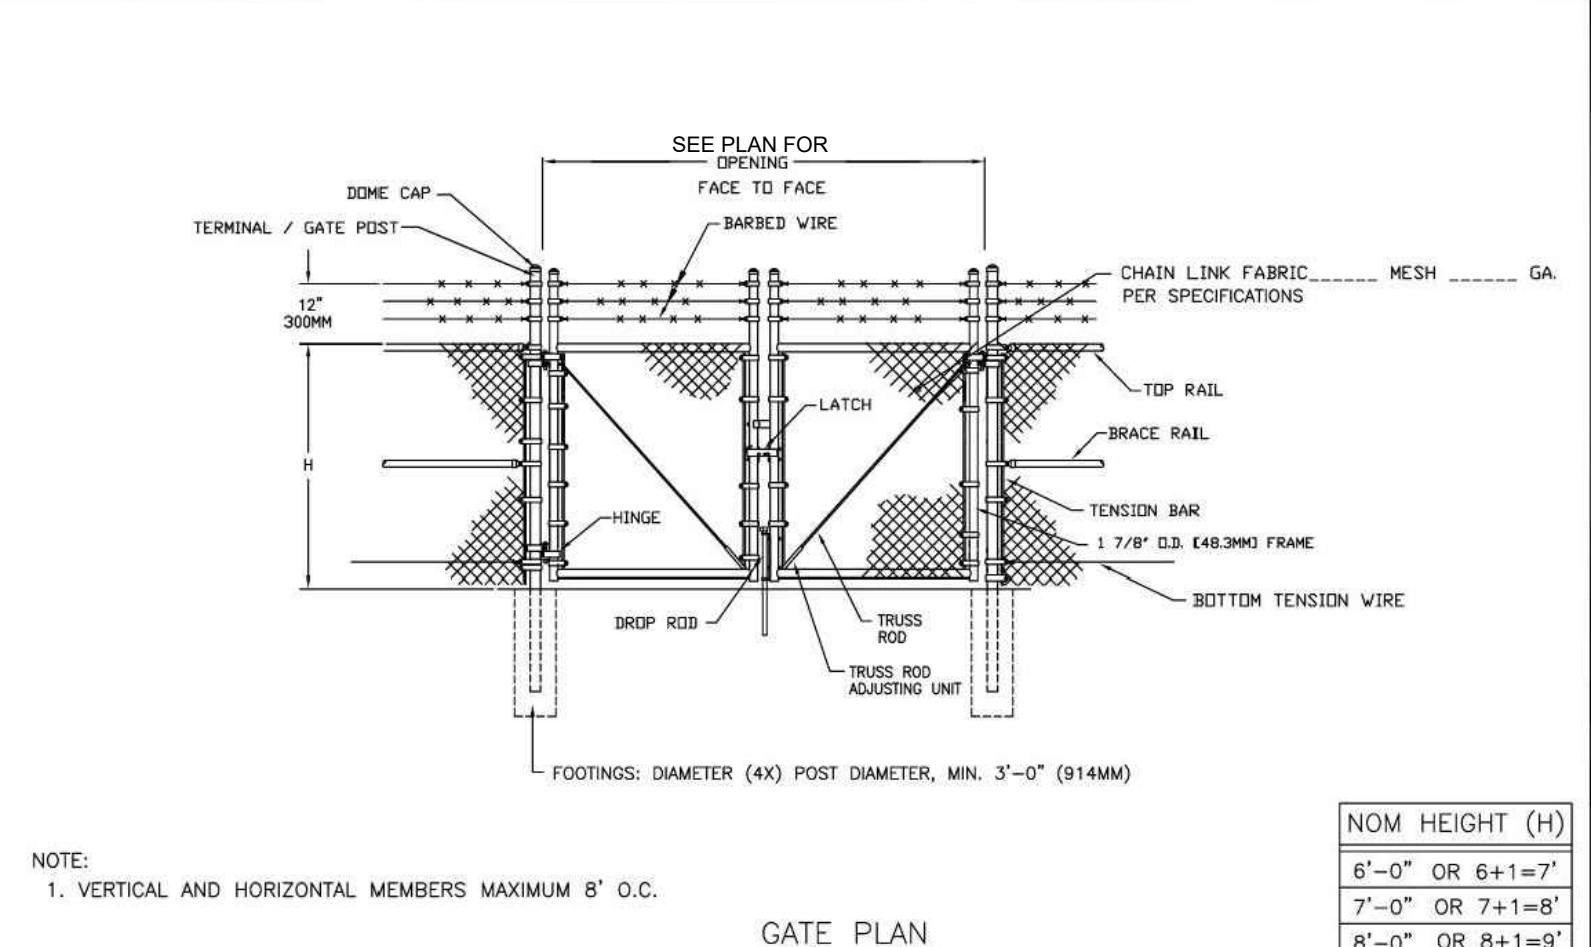 SEE PLAN FOR
OPENING
FACE TO FACE
DOME CAP
TERMINAL / GATE POST
BARBED WIRE
CHAIN LINK FABRIC______ MESH ______ GA.
PER SPECIFICATIONS
12"
300MM
TOP RAIL
LATCH
BRACE RAIL
H
TENSION BAR
HINGE
1 7/8" O.D. [48.3MM] FRAME
BOTTOM TENSION WIRE
DROP ROD
TRUSS
ROD
TRUSS ROD
ADJUSTING UNIT
FOOTINGS: DIAMETER (4X) POST DIAMETER, MIN. 3'-0" (914MM)
NOM HEIGHT (H)
6'-0" OR 6+1=7'
7'-0" OR 7+1=8'
8'-0" OR 8+1=9'
NOTE:
1. VERTICAL AND HORIZONTAL MEMBERS MAXIMUM 8' O.C.
GATE PLAN